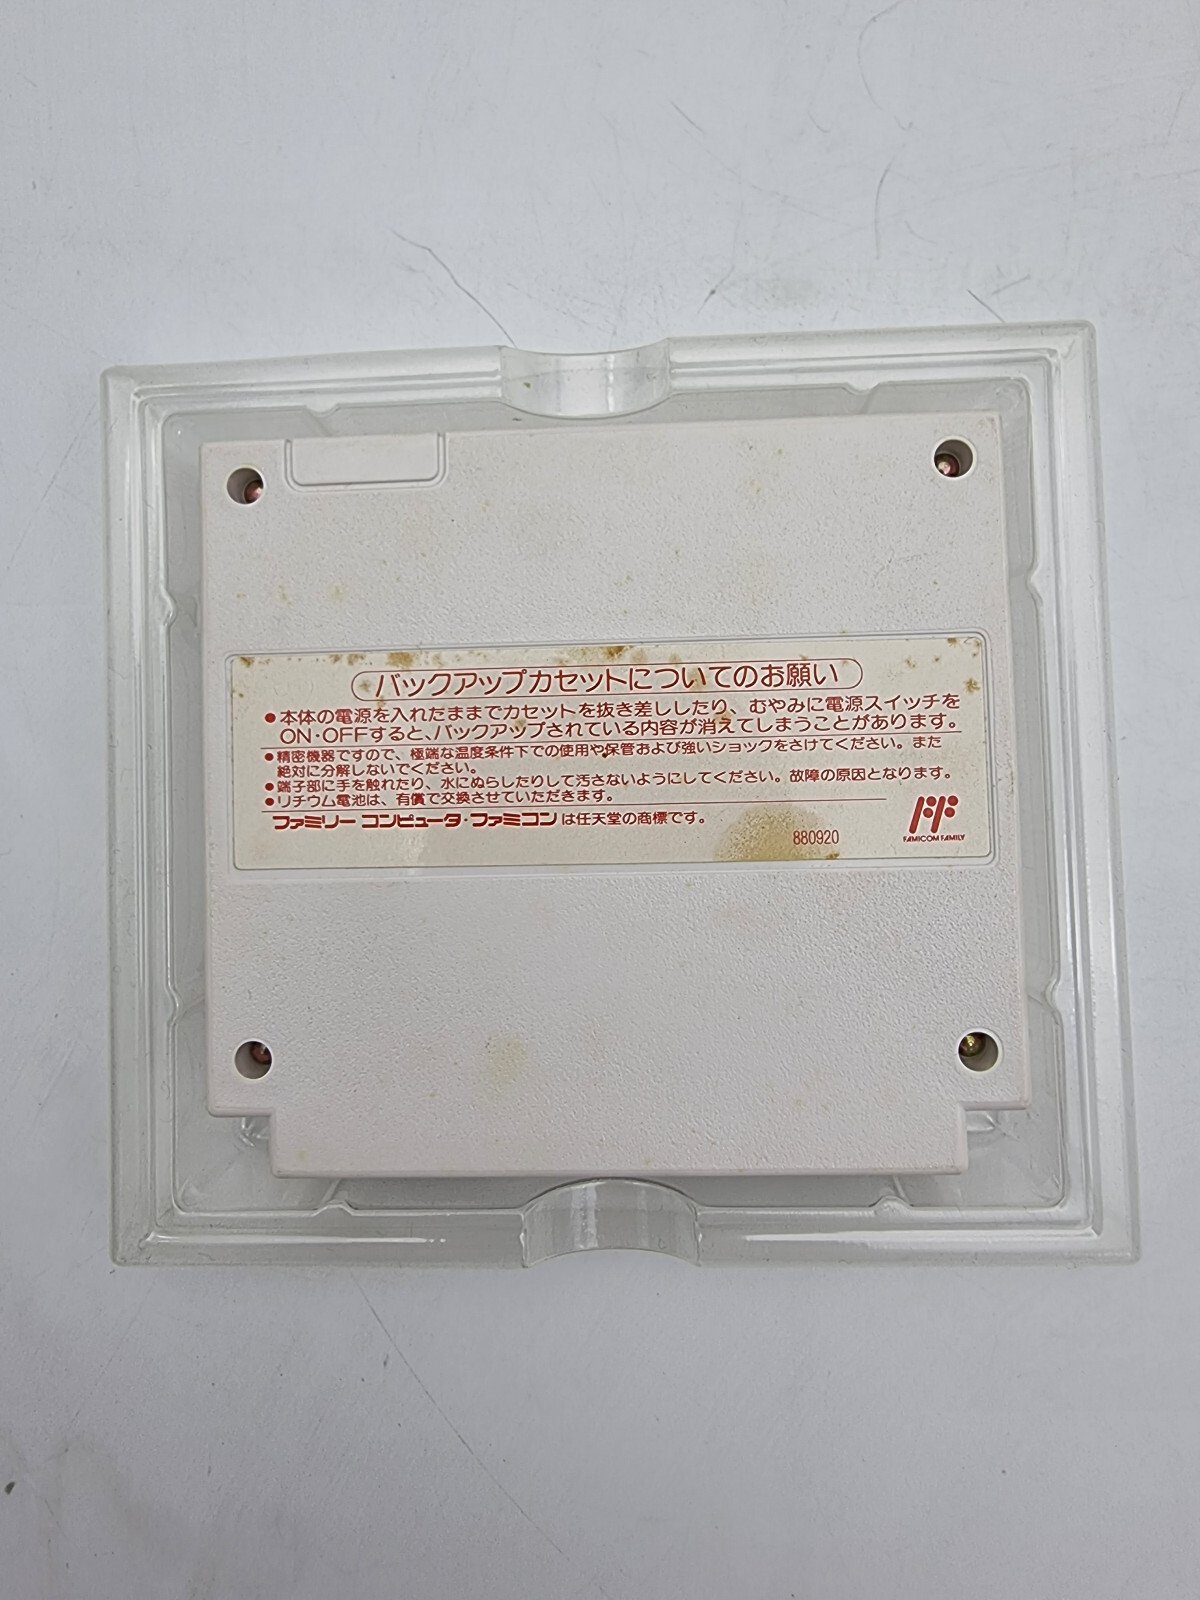 バックアップカセットについてのお願い
●本体の電源を入れたままでカセットを抜き差ししたり、むやみに電源スイッチを
ON・OFFすると、バックアップされている内容が消えてしまうことがあります。
●精密機器ですので、極端な温度条件下での使用や保管および強いショックをさけてください。また
絶対に分解しないでください。
●端子部に手を触れたり、水にぬらしたりして汚さないようにしてください。故障の原因となります。
●リチウム電池は、有償で交換させていただきます。
ファミリー コンピュータ・ファミコンは任天堂の商標です。
880920
FAMICOM FAMILY